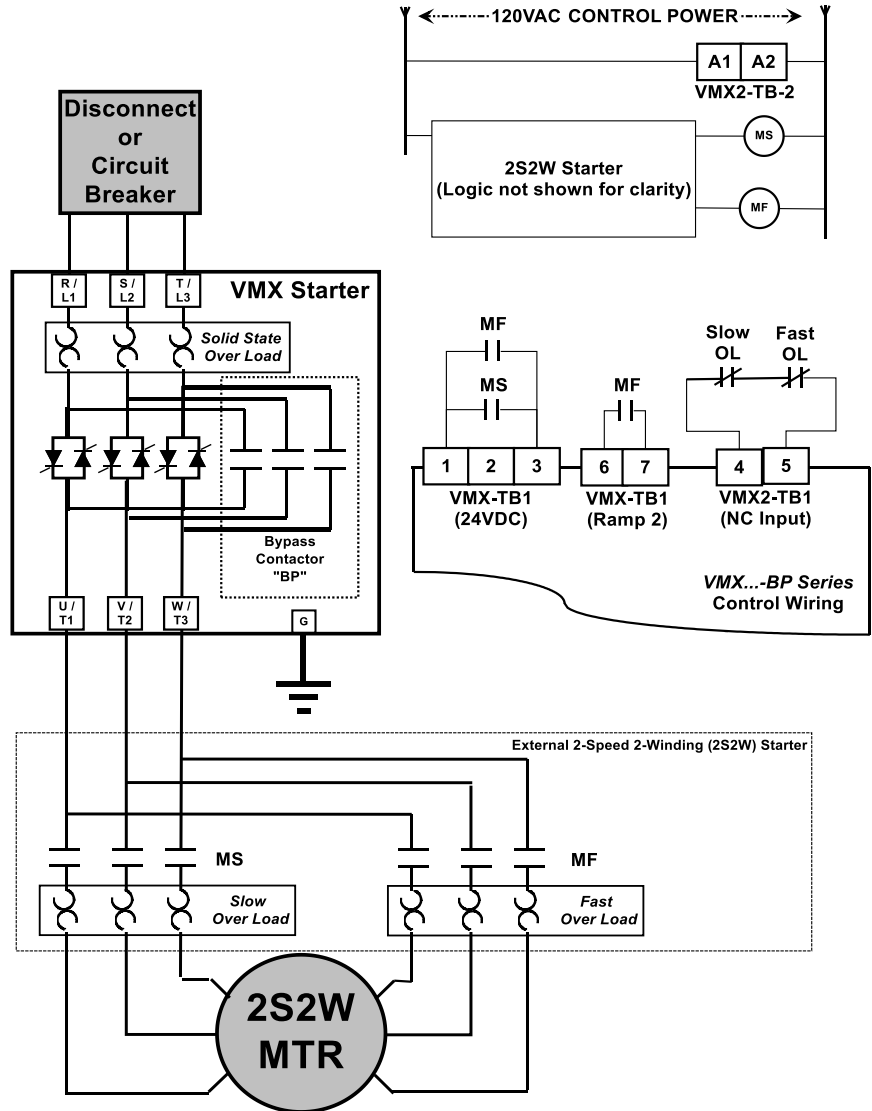 120VAC CONTROL POWER
A1 A2
VMX2-TB-2
MS
2S2W Starter
(Logic not shown for clarity)
MF
Disconnect
or
Circuit
Breaker
R /
L1
S /
L2
T /
L3
VMX Starter
Solid State
Over Load
Bypass
Contactor
"BP"
U /
T1
V /
T2
W /
T3
G
MF
MS
1 2 3
VMX-TB1
(24VDC)
MF
6 7
VMX-TB1
(Ramp 2)
Slow
OL
Fast
OL
4 5
VMX2-TB1
(NC Input)
VMX...-BP Series
Control Wiring
External 2-Speed 2-Winding (2S2W) Starter
MS
MF
Slow
Over Load
Fast
Over Load
2S2W
MTR